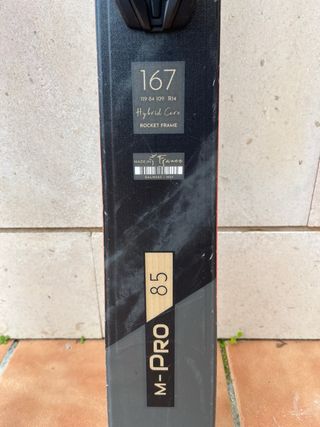 167
119 84 109 R14
Hybrid Core
ROCKET FRAME
MADE IN France
85
M-PRO